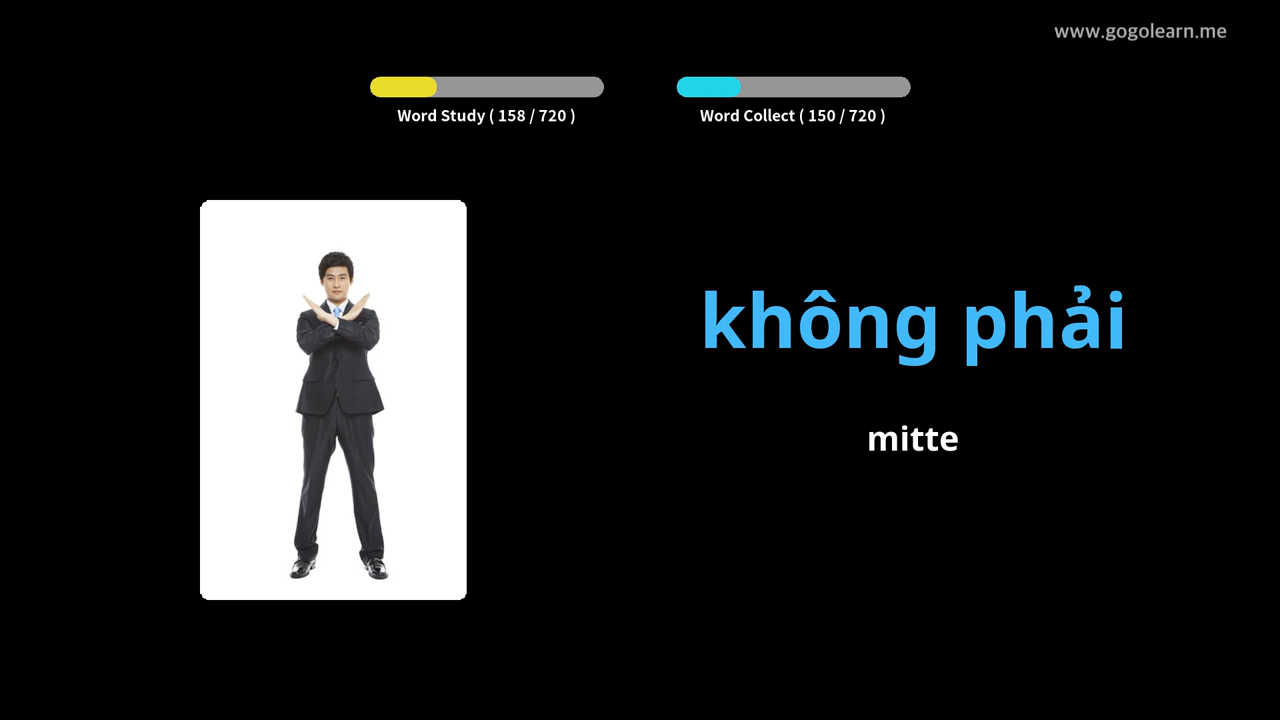 www.gogolearn.me
Word Study ( 158 / 720 )
Word Collect ( 150 / 720 )
không phải
mitte